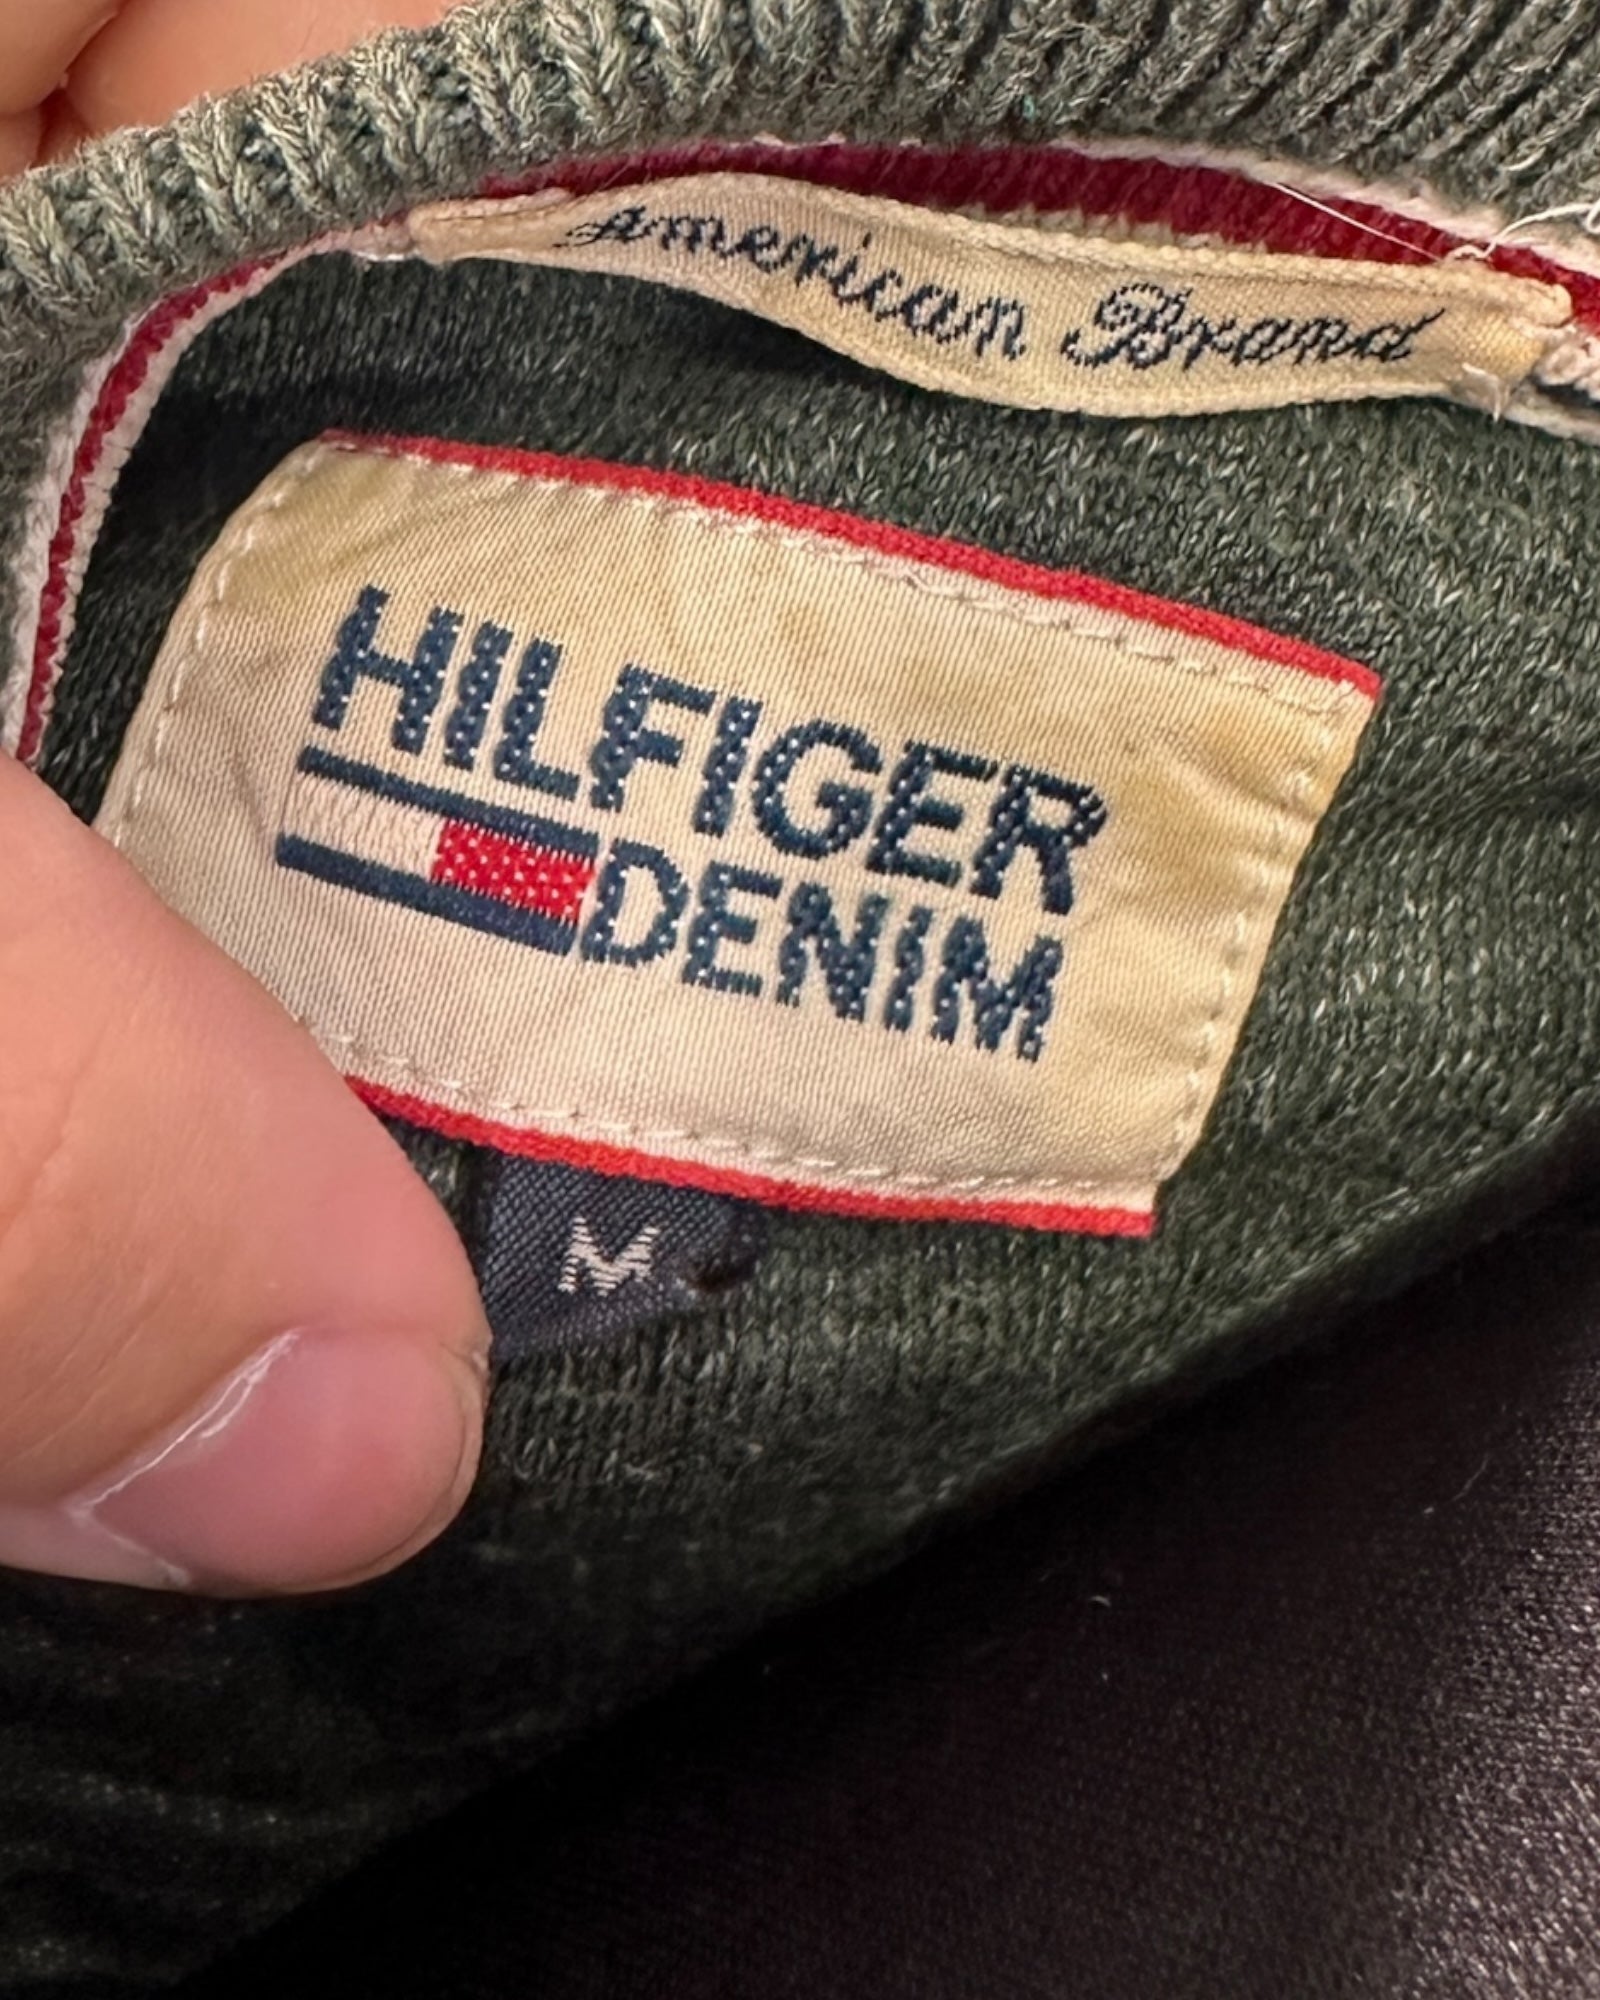 American Brand
HILFIGER
DENIM
M